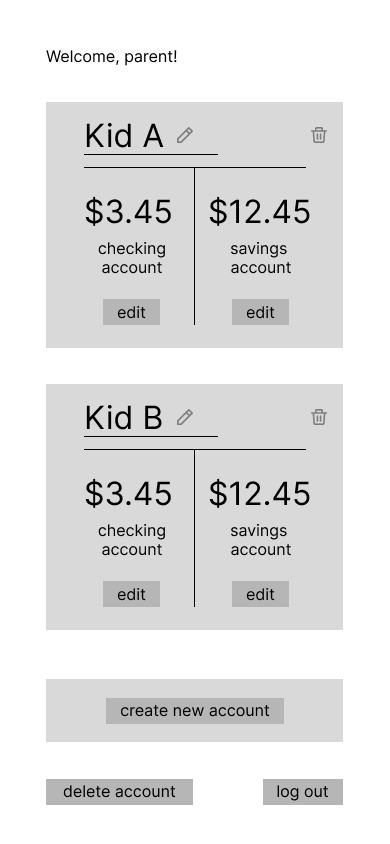 Welcome, parent!
Kid A
$3.45
$12.45
checking
account
savings
account
edit
edit
Kid B
$3.45
$12.45
checking
account
savings
account
edit
edit
create new account
delete account
log out